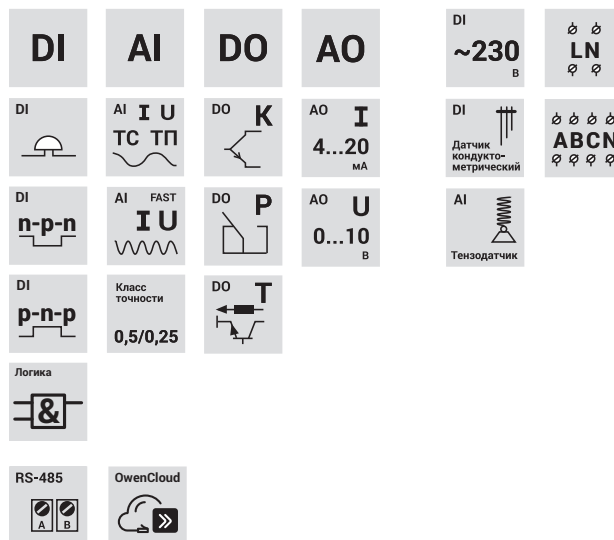 DI
AI
DO
AO
DI
~230
В
LN
DI
AI I U
ТС ТП
DO K
AO I
4...20
мА
DI
Датчик
кондукто-
метрический
ABCN
DI
n-p-n
AI FAST
I U
DO P
AO U
0...10
В
AI
Тензодатчик
DI
p-n-p
Класс
точности
0,5/0,25
DO T
Логика
&
RS-485
A B
OwenCloud